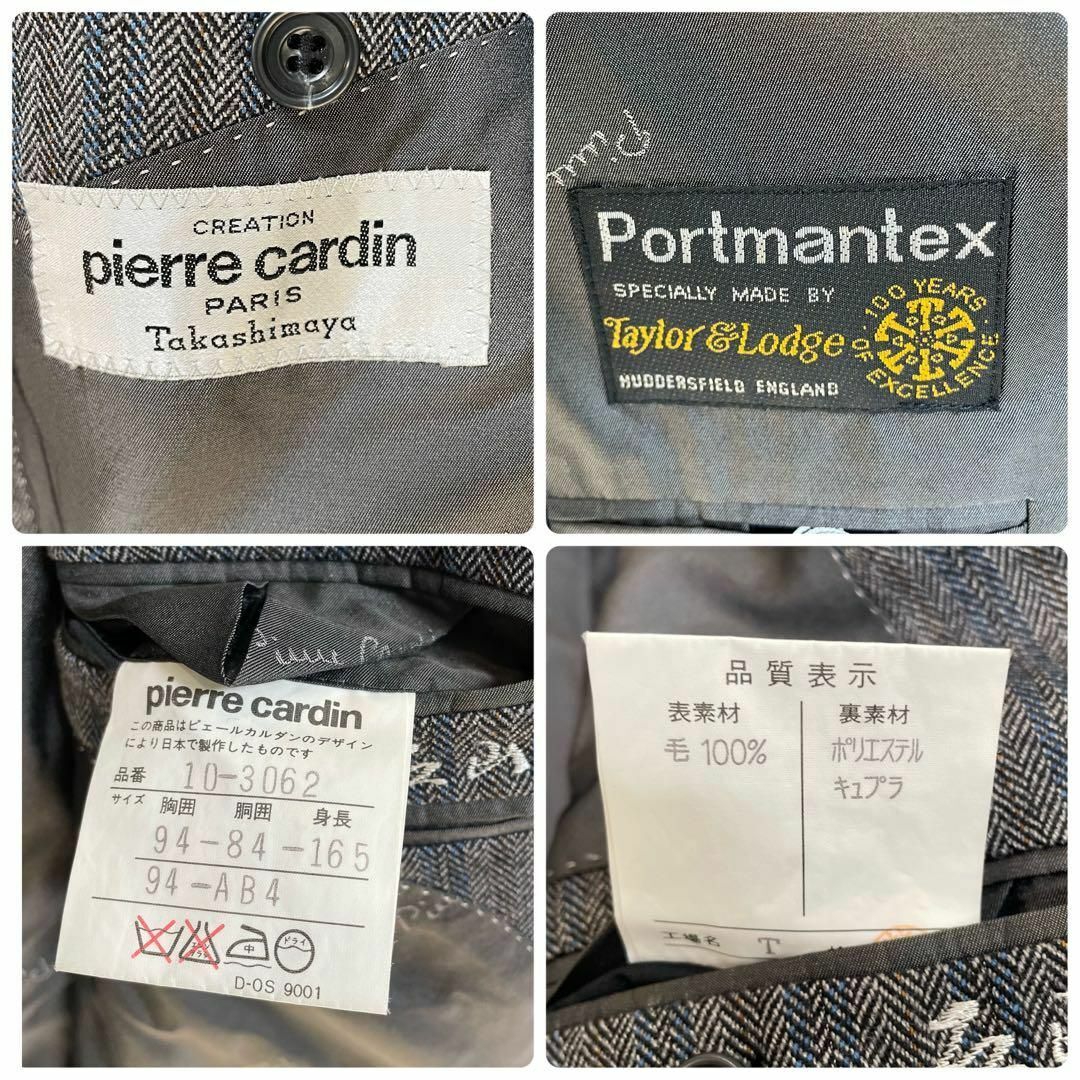 CREATION
pierre cardin
PARIS
Takashimaya
Portmantex
SPECIALLY MADE BY
Taylor & Lodge
100 YEARS OF EXCELLENCE
HUDDERSFIELD ENGLAND
pierre cardin
この商品はピエールカルダンのデザイン
により日本で製作したものです
品番 10-3062
サイズ 胸囲 胴囲 身長
94-84-165
94-AB4
中 ドライ
D-OS 9001
品質表示
表素材 裏素材
毛 100% ポリエステル
キュプラ
工場名 T